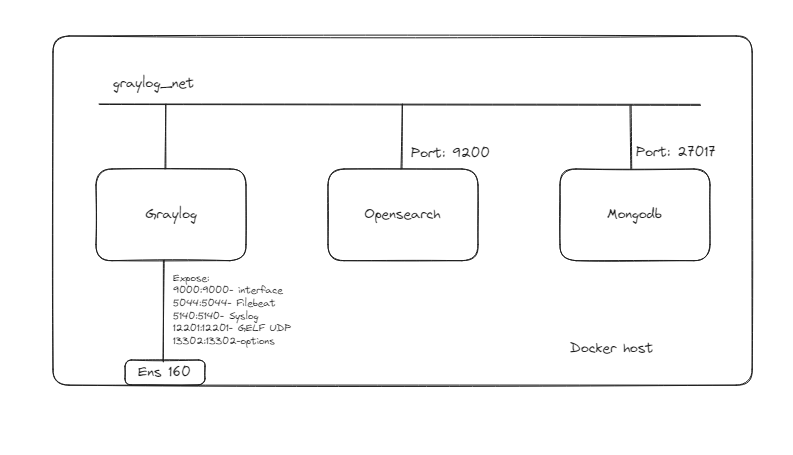 graylog_net
Port: 9200
Port: 27017
Graylog
Opensearch
Mongodb
Expose:
9000:9000- interface
5044:5044- Filebeat
5140:5140- Syslog
12201:12201- GELF UDP
13302:13302-options
Docker host
Ens 160